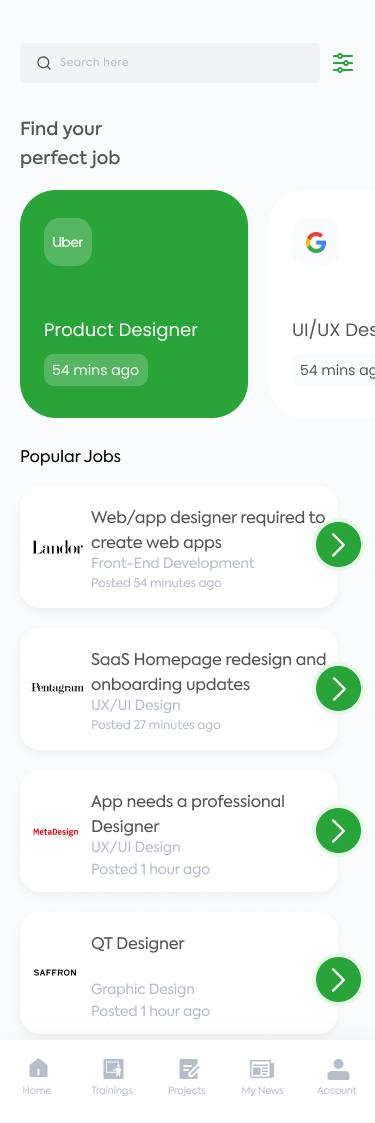 Search here
Find your
perfect job
Uber
Product Designer
54 mins ago
UI/UX Des
54 mins ag
Popular Jobs
Landor
Web/app designer required to
create web apps
Front-End Development
Posted 54 minutes ago
Pentagram
SaaS Homepage redesign and
onboarding updates
UX/UI Design
Posted 27 minutes ago
MetaDesign
App needs a professional
Designer
UX/UI Design
Posted 1 hour ago
SAFFRON
QT Designer
Graphic Design
Posted 1 hour ago
Home
Trainings
Projects
My News
Account